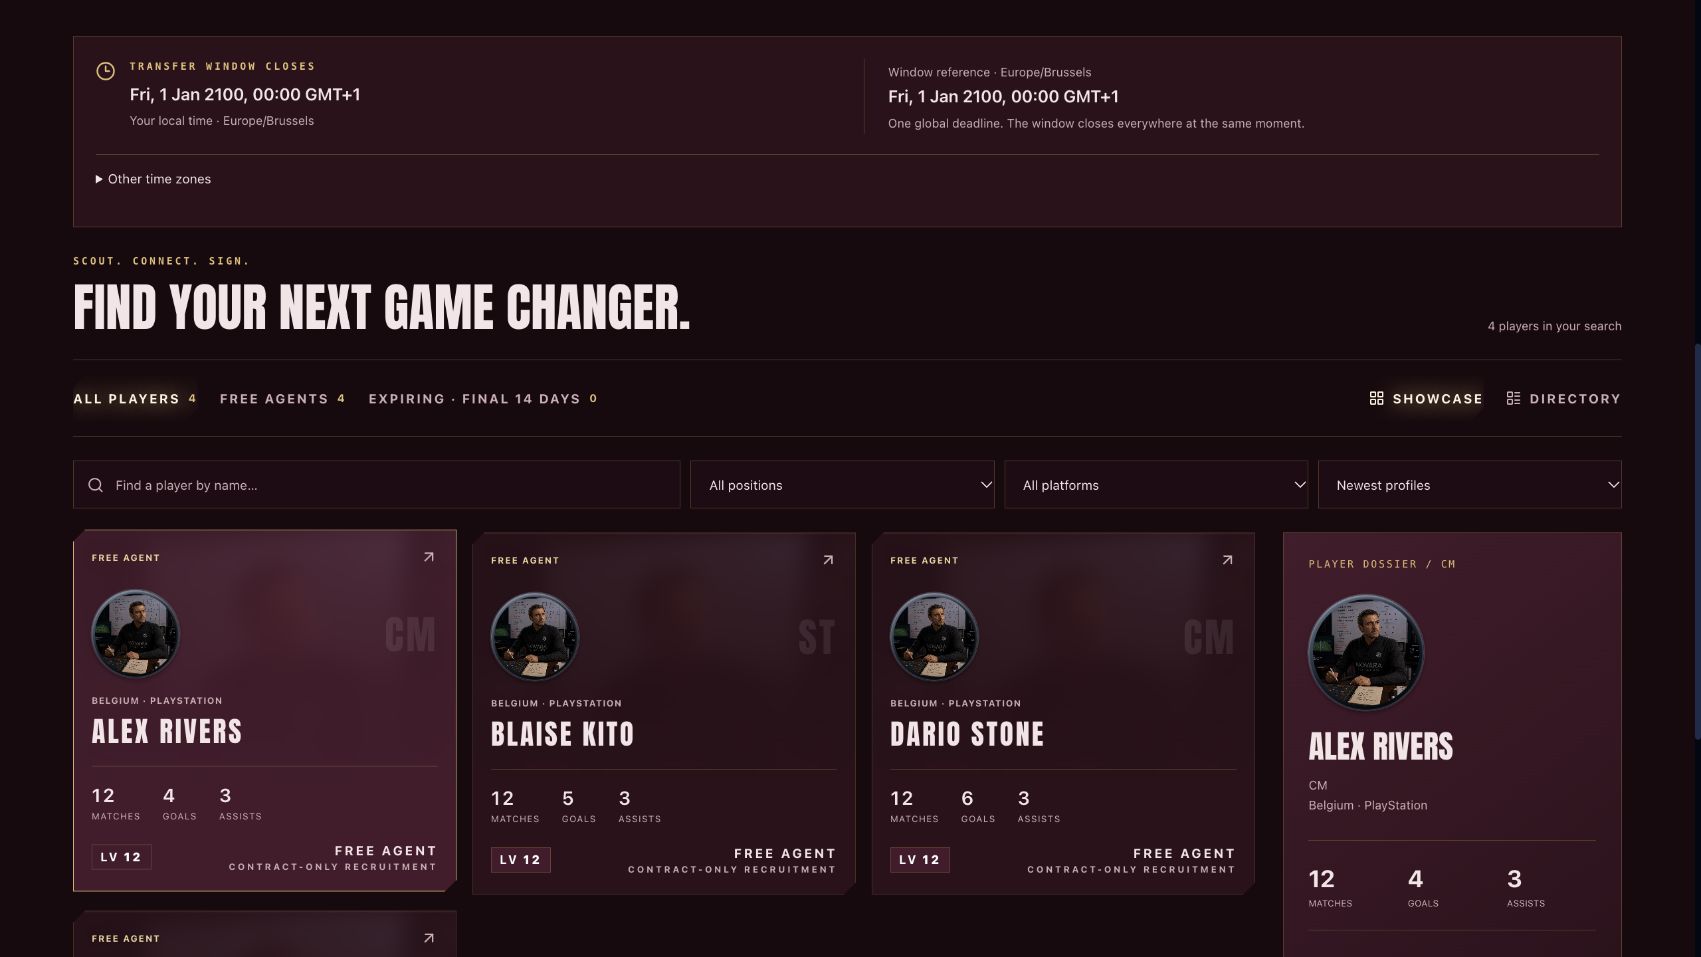 TRANSFER WINDOW CLOSES
Fri, 1 Jan 2100, 00:00 GMT+1
Your local time · Europe/Brussels
Window reference · Europe/Brussels
Fri, 1 Jan 2100, 00:00 GMT+1
One global deadline. The window closes everywhere at the same moment.
Other time zones
SCOUT. CONNECT. SIGN.
FIND YOUR NEXT GAME CHANGER.
4 players in your search
ALL PLAYERS 4
FREE AGENTS 4
EXPIRING · FINAL 14 DAYS 0
SHOWCASE
DIRECTORY
Find a player by name...
All positions
All platforms
Newest profiles
FREE AGENT
CM
BELGIUM · PLAYSTATION
ALEX RIVERS
12 4 3
MATCHES GOALS ASSISTS
LV 12
FREE AGENT
CONTRACT-ONLY RECRUITMENT
FREE AGENT
ST
BELGIUM · PLAYSTATION
BLAISE KITO
12 5 3
MATCHES GOALS ASSISTS
LV 12
FREE AGENT
CONTRACT-ONLY RECRUITMENT
FREE AGENT
CM
BELGIUM · PLAYSTATION
DARIO STONE
12 6 3
MATCHES GOALS ASSISTS
LV 12
FREE AGENT
CONTRACT-ONLY RECRUITMENT
PLAYER DOSSIER / CM
NOVARA
ALEX RIVERS
CM
Belgium · PlayStation
12 4 3
MATCHES GOALS ASSISTS
FREE AGENT